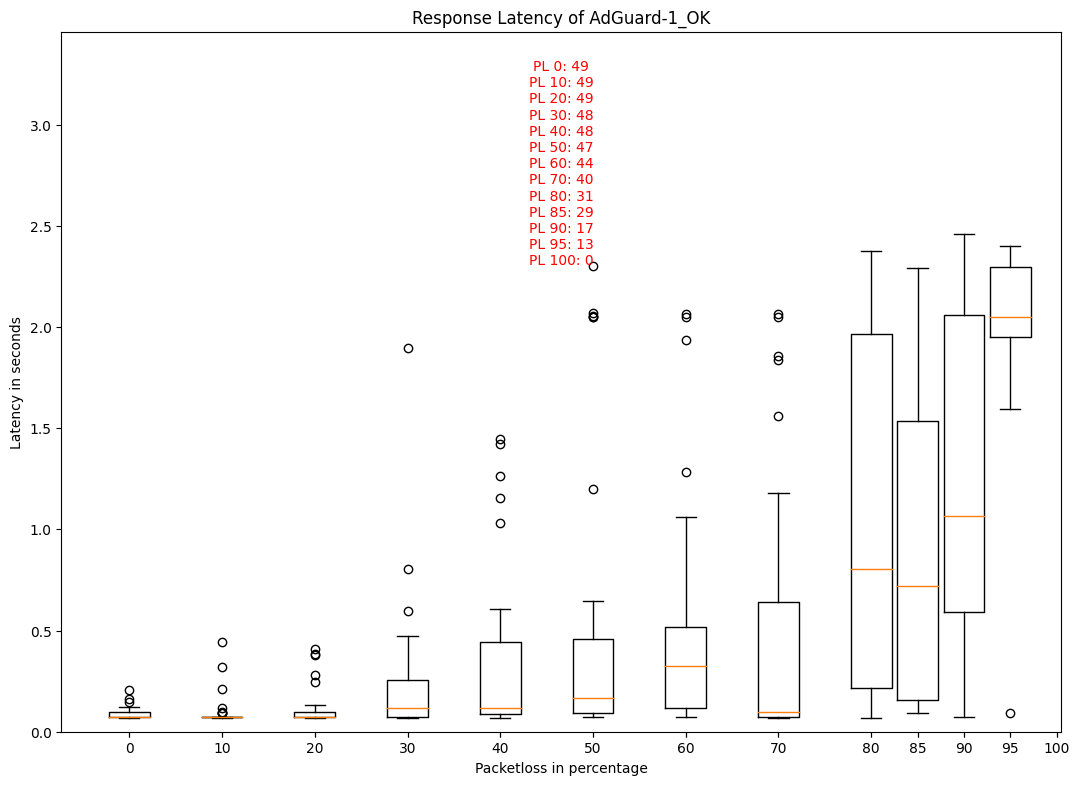 Response Latency of AdGuard-1_OK
PL 0: 49
PL 10: 49
PL 20: 49
PL 30: 48
PL 40: 48
PL 50: 47
PL 60: 44
PL 70: 40
PL 80: 31
PL 85: 29
PL 90: 17
PL 95: 13
PL 100: 0
Latency in seconds
3.0
2.5
2.0
1.5
1.0
0.5
0.0
0 10 20 30 40 50 60 70 80 85 90 95 100
Packetloss in percentage